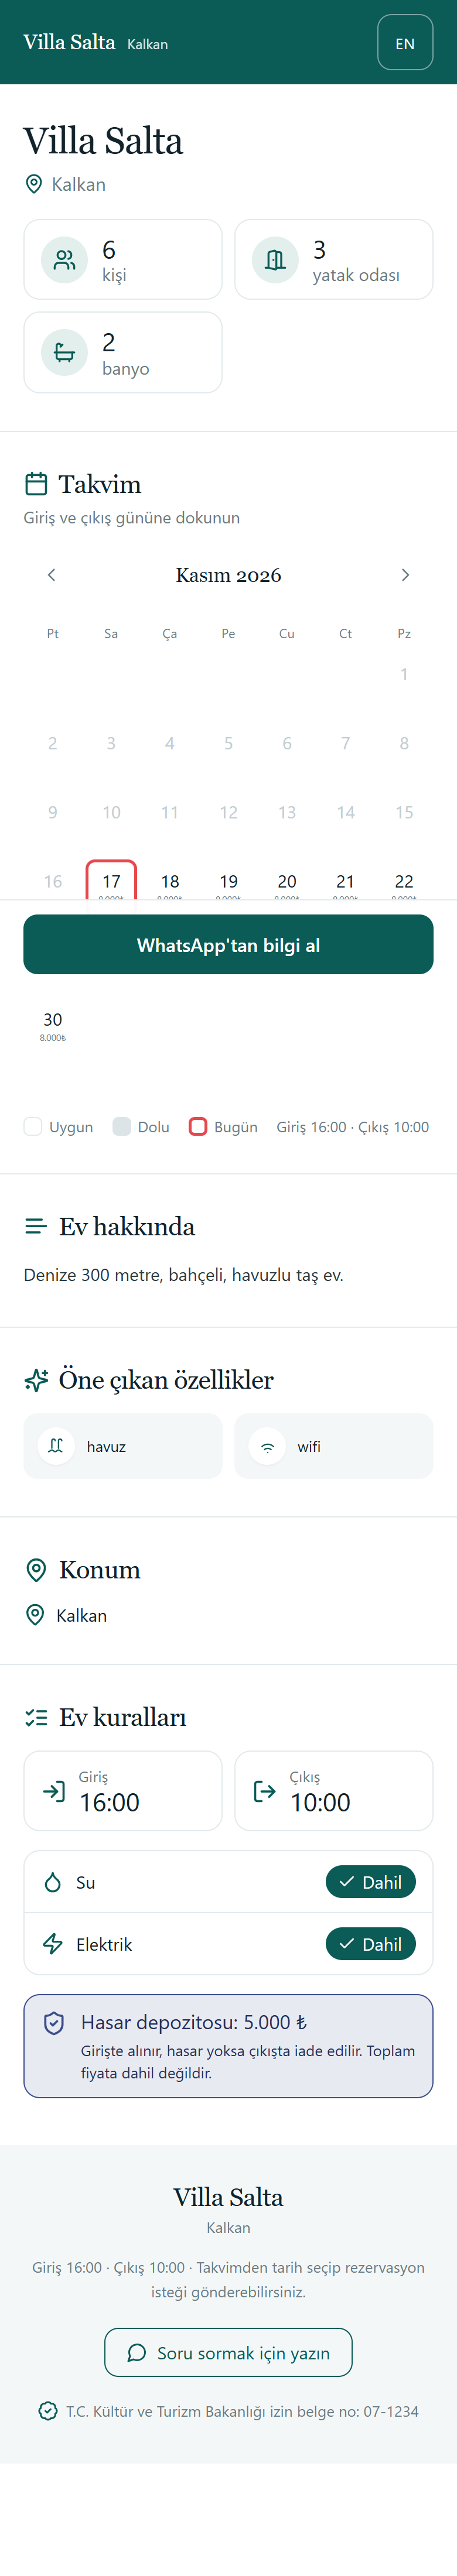 Villa Salta Kalkan
EN
Villa Salta
Kalkan
6
kişi
3
yatak odası
2
banyo
Takvim
Giriş ve çıkış gününe dokunun
Kasım 2026
Pt Sa Ça Pe Cu Ct Pz
1
2 3 4 5 6 7 8
9 10 11 12 13 14 15
16 17 18 19 20 21 22
WhatsApp'tan bilgi al
30
8.000₺
Uygun Dolu Bugün Giriş 16:00 · Çıkış 10:00
Ev hakkında
Denize 300 metre, bahçeli, havuzlu taş ev.
Öne çıkan özellikler
havuz wifi
Konum
Kalkan
Ev kuralları
Giriş
16:00
Çıkış
10:00
Su Dahil
Elektrik Dahil
Hasar depozitosu: 5.000 ₺
Girişte alınır, hasar yoksa çıkışta iade edilir. Toplam
fiyata dahil değildir.
Villa Salta
Kalkan
Giriş 16:00 · Çıkış 10:00 · Takvimden tarih seçip rezervasyon
isteği gönderebilirsiniz.
Soru sormak için yazın
T.C. Kültür ve Turizm Bakanlığı izin belge no: 07-1234